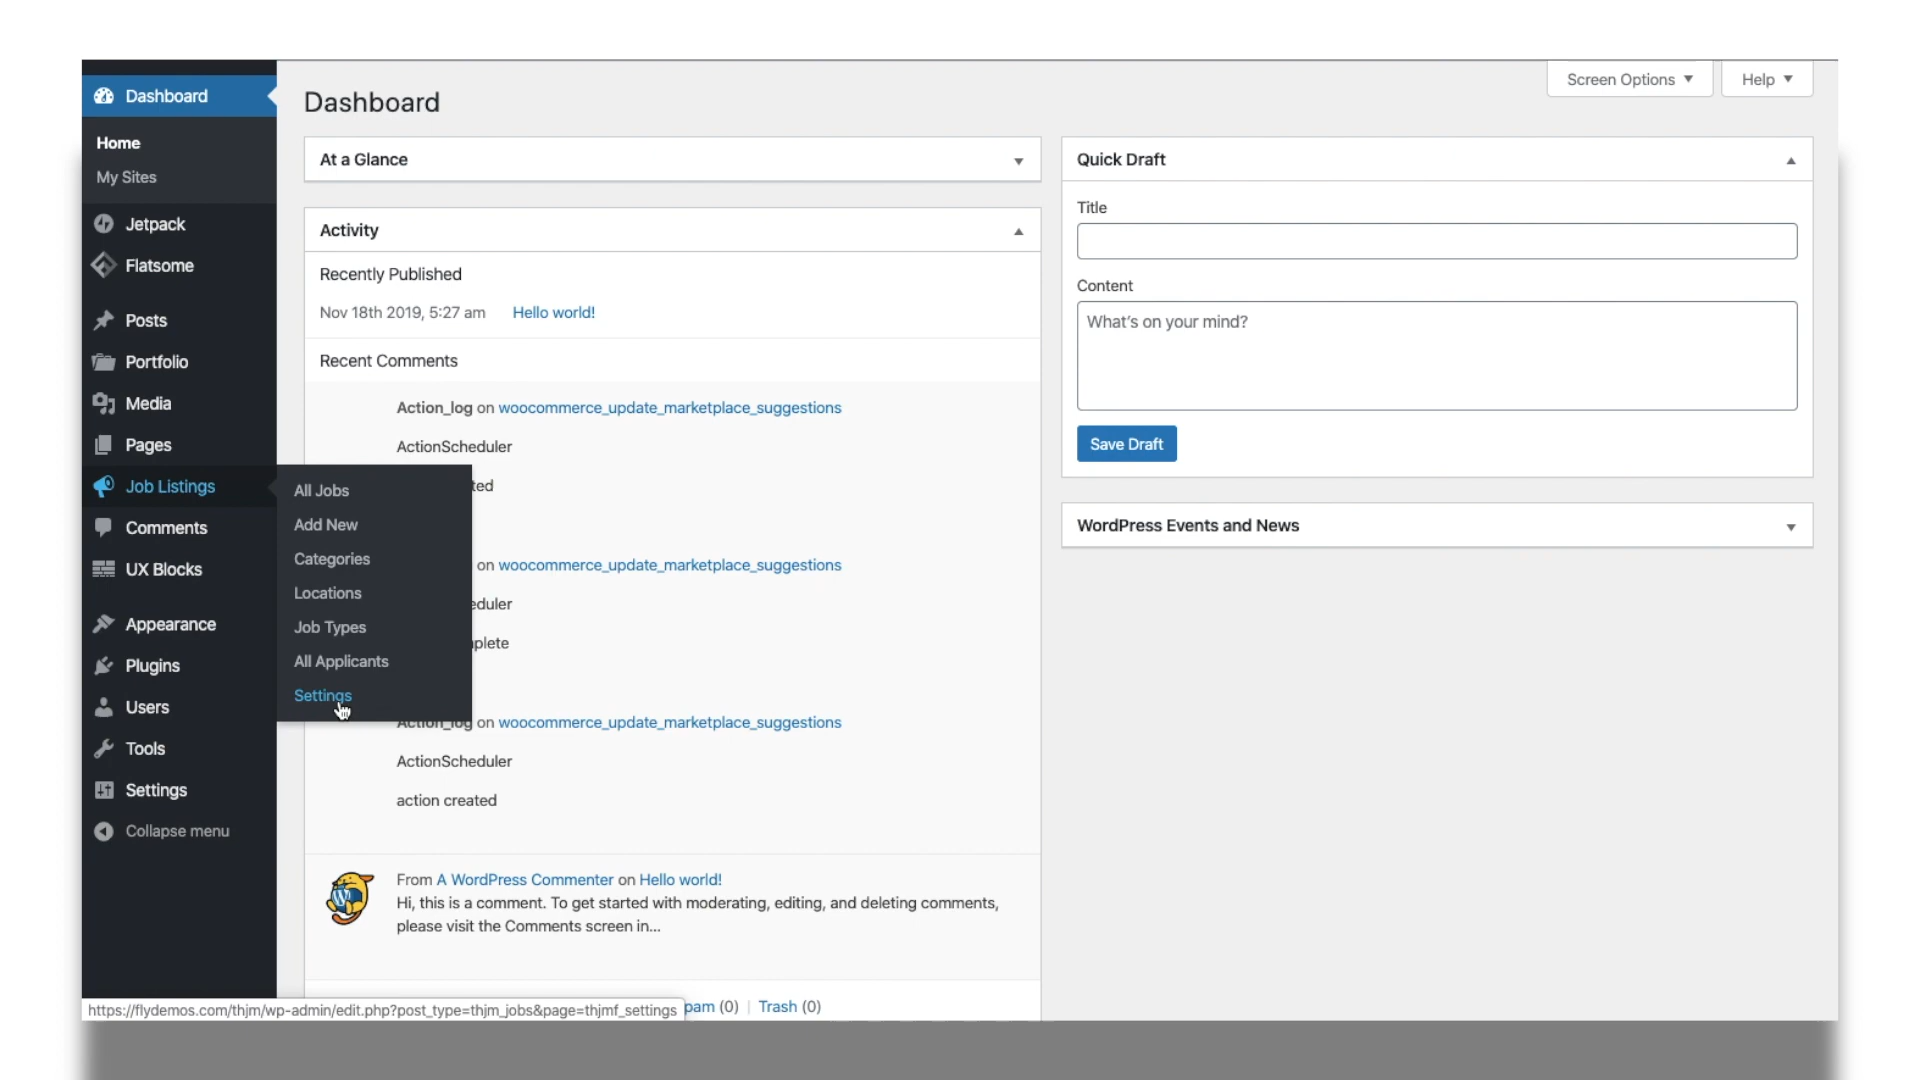 Dashboard
Home
My Sites
Jetpack
Flatsome
Posts
Portfolio
Media
Pages
Job Listings
Comments
UX Blocks
Appearance
Plugins
Users
Tools
Settings
Collapse menu
All Jobs
Add New
Categories
Locations
Job Types
All Applicants
Settings
Dashboard
Screen Options
Help
At a Glance
Activity
Recently Published
Nov 18th 2019, 5:27 am Hello world!
Recent Comments
Action_log on woocommerce_update_marketplace_suggestions
ActionScheduler
ted
on woocommerce_update_marketplace_suggestions
eduler
plete
Action_log on woocommerce_update_marketplace_suggestions
ActionScheduler
action created
From A WordPress Commenter on Hello world!
Hi, this is a comment. To get started with moderating, editing, and deleting comments,
please visit the Comments screen in...
pam (0) | Trash (0)
Quick Draft
Title
Content
What's on your mind?
Save Draft
WordPress Events and News
https://flydemos.com/thjm/wp-admin/edit.php?post_type=thjm_jobs&page=thjmf_settings